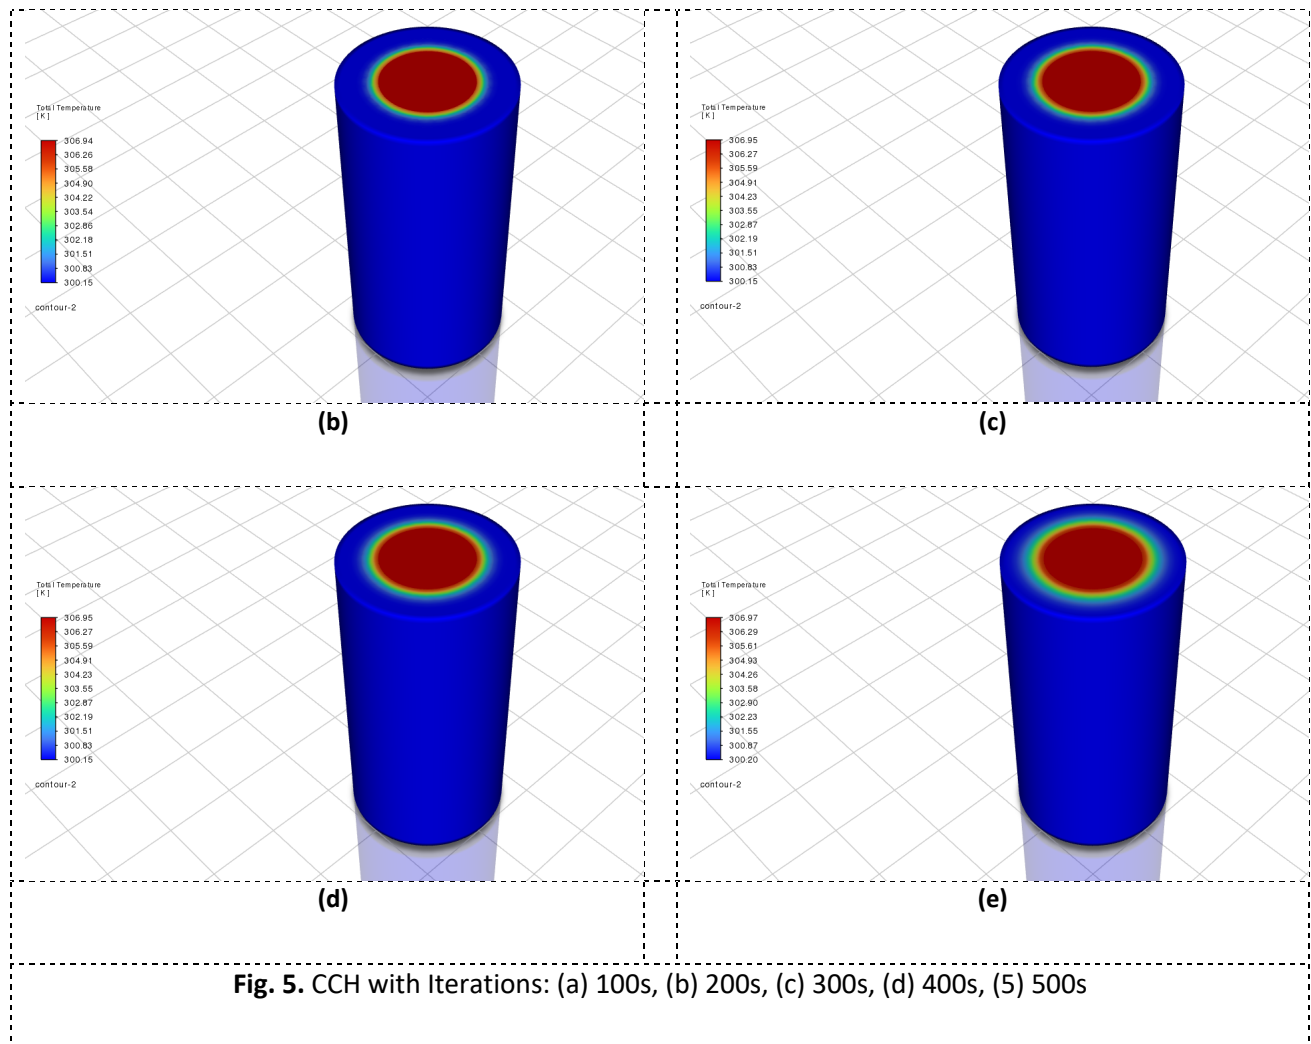 Total Temperature
[K]
306.94
306.26
305.58
304.90
304.22
303.54
302.86
302.18
301.51
300.83
300.15
contour-2
(b)
Total Temperature
[K]
306.95
306.27
305.59
304.91
304.23
303.55
302.87
302.19
301.51
300.83
300.15
contour-2
(c)
Total Temperature
[K]
306.95
306.27
305.59
304.91
304.23
303.55
302.87
302.19
301.51
300.83
300.15
contour-2
(d)
Total Temperature
[K]
306.97
306.29
305.61
304.93
304.26
303.58
302.90
302.23
301.55
300.87
300.20
contour-2
(e)
Fig. 5. CCH with Iterations: (a) 100s, (b) 200s, (c) 300s, (d) 400s, (5) 500s